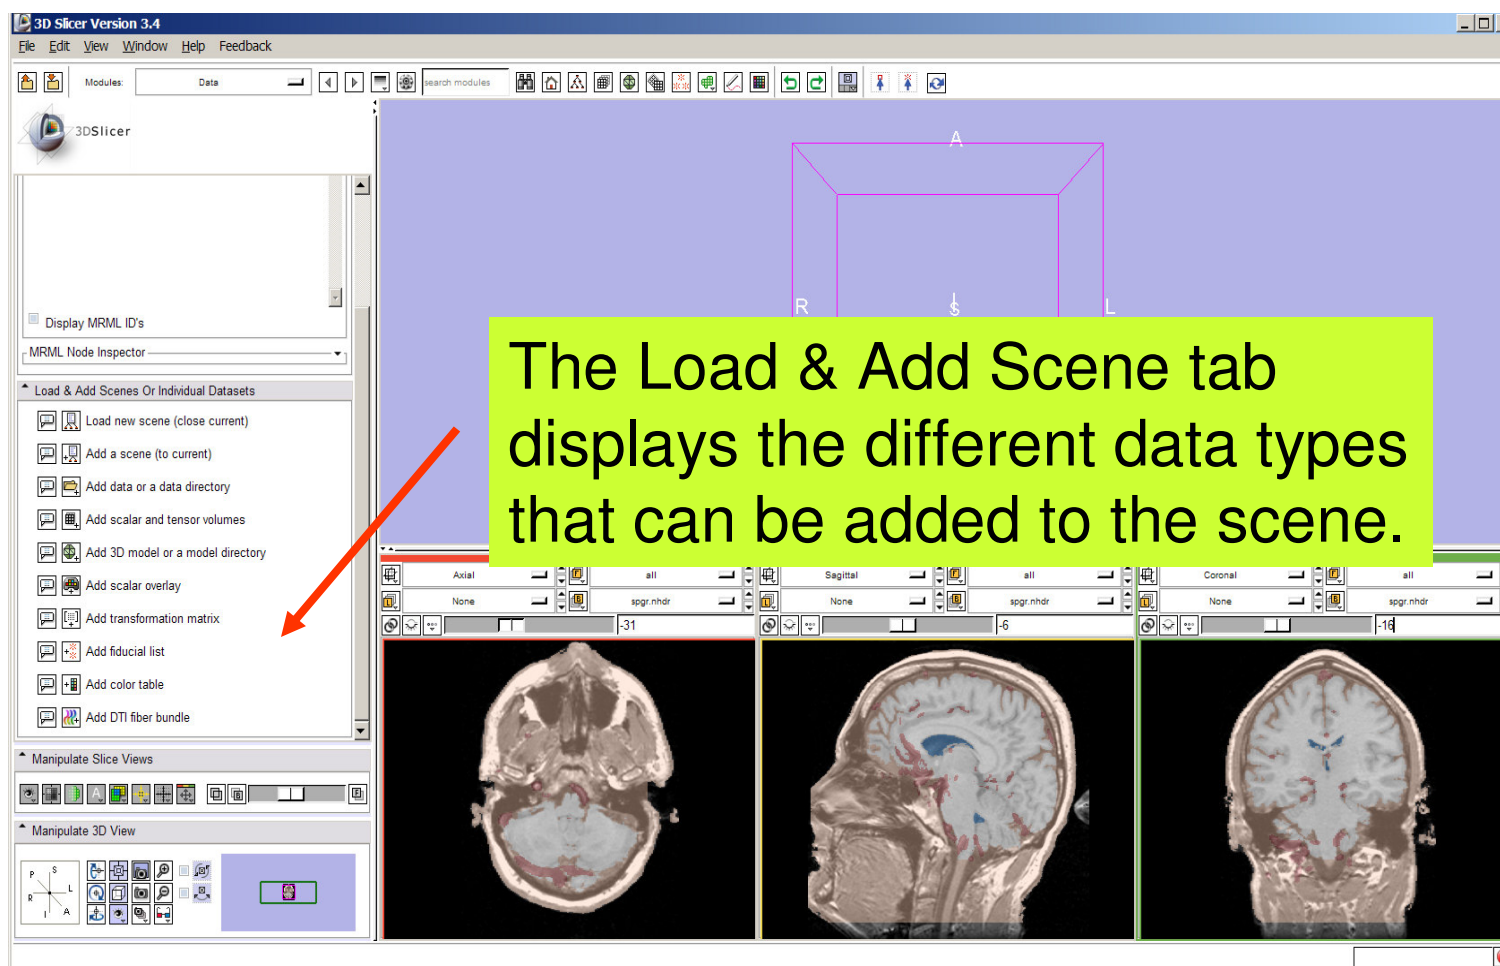 3D Slicer Version 3.4
File Edit View Window Help Feedback
Modules: Data search modules
3DSlicer
A
R S L
Display MRML ID's
MRML Node Inspector
Load & Add Scenes Or Individual Datasets
Load new scene (close current)
Add a scene (to current)
Add data or a data directory
Add scalar and tensor volumes
Add 3D model or a model directory
Add scalar overlay
Add transformation matrix
Add fiducial list
Add color table
Add DTI fiber bundle
The Load & Add Scene tab
displays the different data types
that can be added to the scene.
Axial all Sagittal all Coronal all
None spgr.nhdr None spgr.nhdr None spgr.nhdr
-31 -6 -16
Manipulate Slice Views
Manipulate 3D View
P S
R L
I A